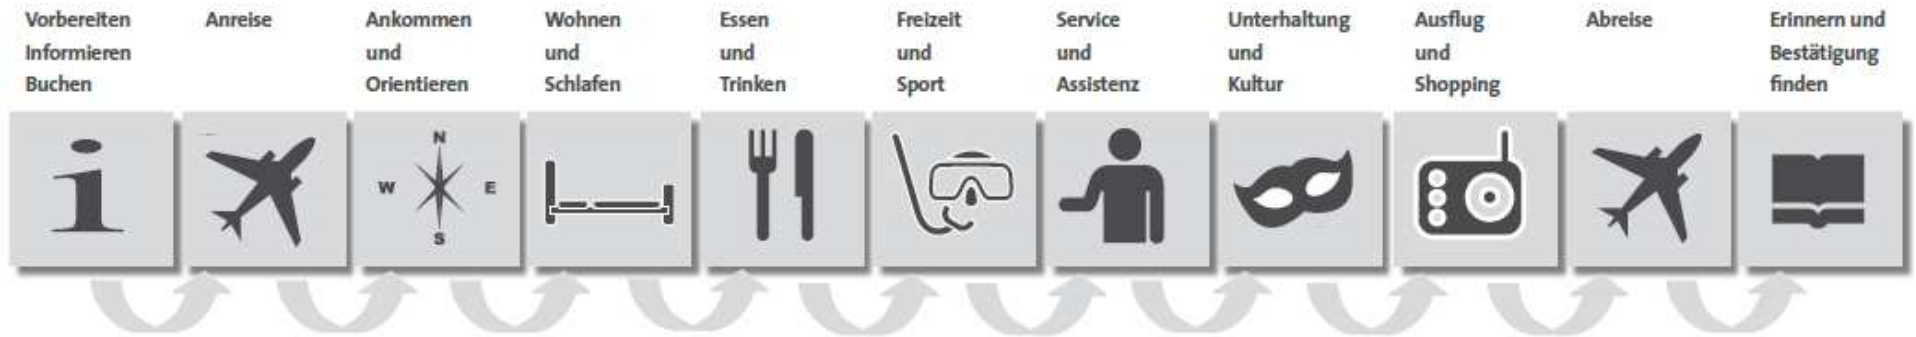 Vorbereiten
Informieren
Buchen
Anreise
Ankommen
und
Orientieren
Wohnen
und
Schlafen
Essen
und
Trinken
Freizeit
und
Sport
Service
und
Assistenz
Unterhaltung
und
Kultur
Ausflug
und
Shopping
Abreise
Erinnern und
Bestätigung
finden
N
W E
S